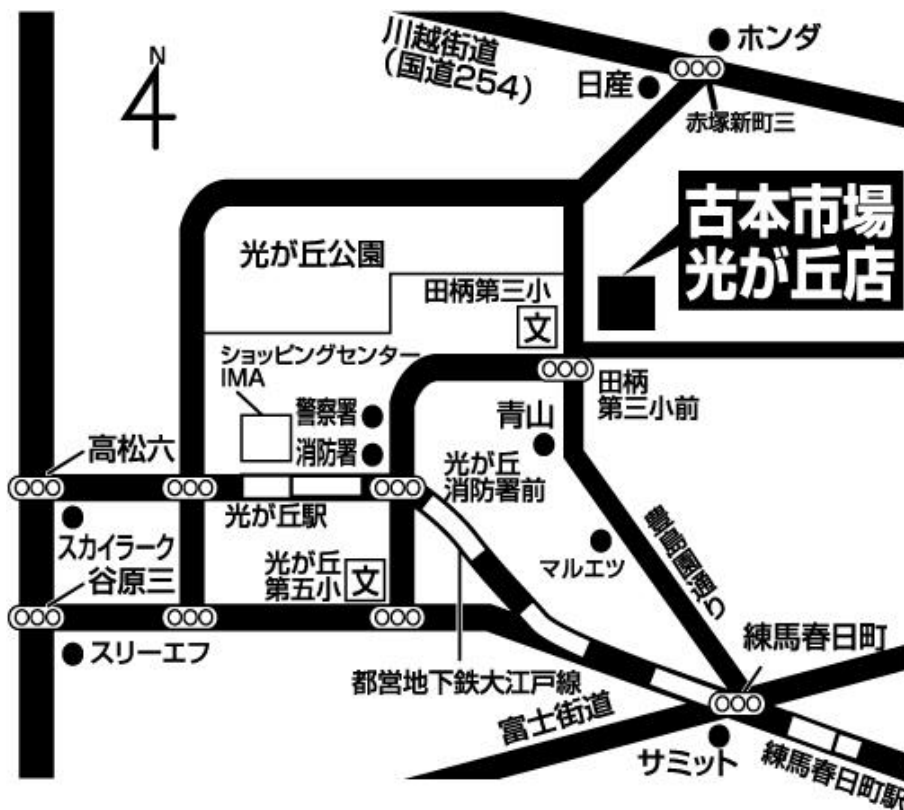 N
川越街道
(国道254)
ホンダ
日産
赤塚新町三
古本市場
光が丘店
光が丘公園
田柄第三小
文
ショッピングセンター
IMA
警察署
消防署
田柄
第三小前
青山
高松六
光が丘
消防署前
光が丘駅
スカイラーク
谷原三
光が丘
第五小
文
マルエツ
豊島園通り
練馬春日町
スリーエフ
都営地下鉄大江戸線
富士街道
サミット
練馬春日町駅